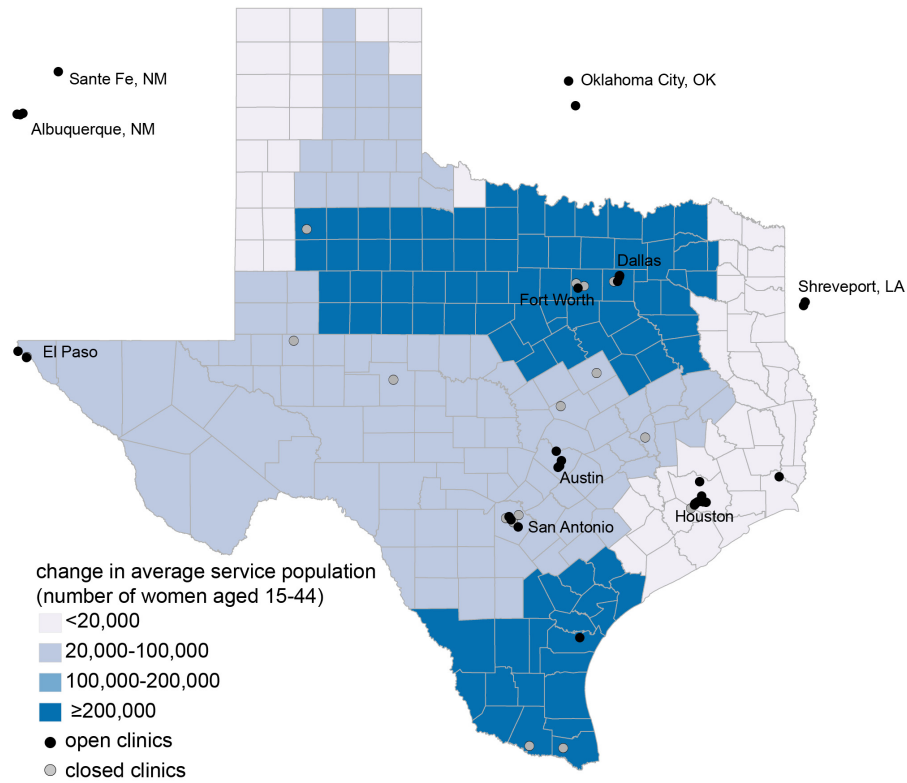 Sante Fe, NM
Oklahoma City, OK
Albuquerque, NM
Dallas
Shreveport, LA
Fort Worth
El Paso
Austin
Houston
San Antonio
change in average service population
(number of women aged 15-44)
<20,000
20,000-100,000
100,000-200,000
≥200,000
open clinics
closed clinics